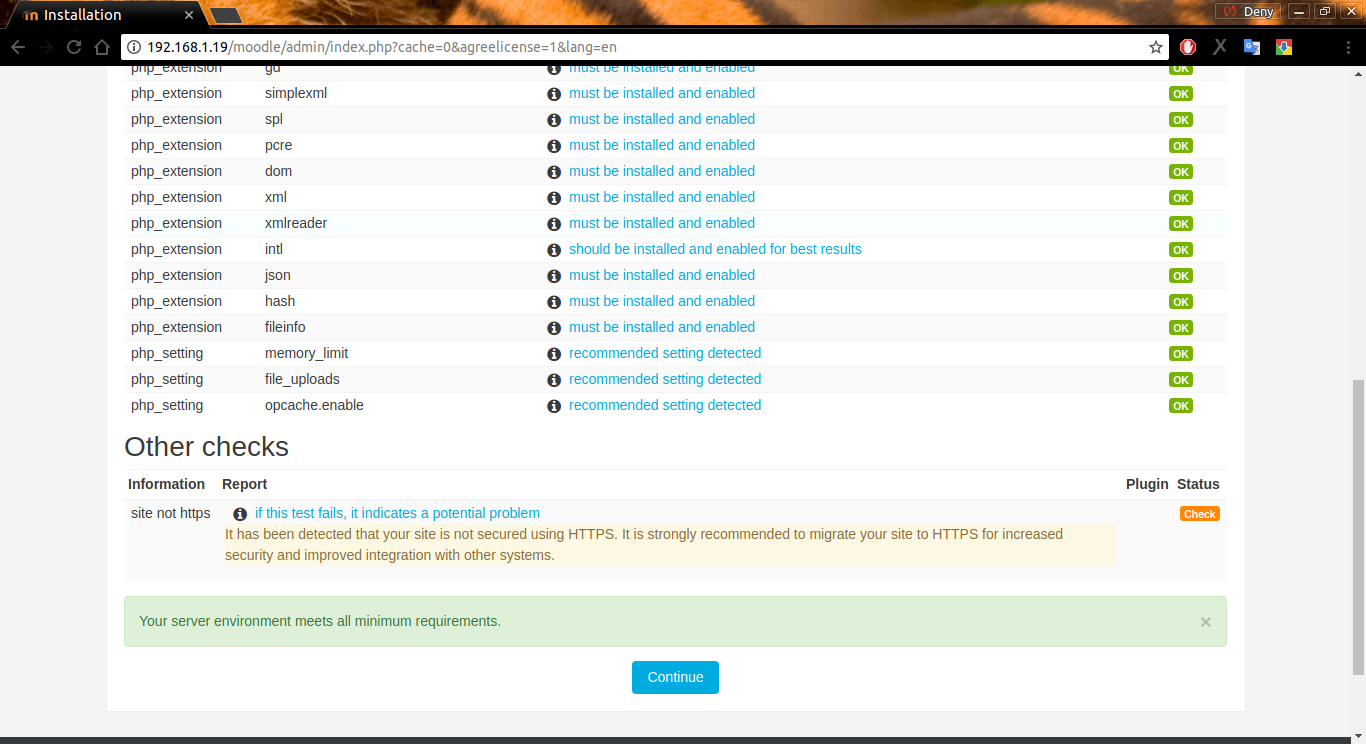 Installation
Deny
192.168.1.19/moodle/admin/index.php?cache=0&agreelicense=1&lang=en
php_extension gd must be installed and enabled OK
php_extension simplexml must be installed and enabled OK
php_extension spl must be installed and enabled OK
php_extension pcre must be installed and enabled OK
php_extension dom must be installed and enabled OK
php_extension xml must be installed and enabled OK
php_extension xmlreader must be installed and enabled OK
php_extension intl should be installed and enabled for best results OK
php_extension json must be installed and enabled OK
php_extension hash must be installed and enabled OK
php_extension fileinfo must be installed and enabled OK
php_setting memory_limit recommended setting detected OK
php_setting file_uploads recommended setting detected OK
php_setting opcache.enable recommended setting detected OK
Other checks
Information Report Plugin Status
site not https if this test fails, it indicates a potential problem Check
It has been detected that your site is not secured using HTTPS. It is strongly recommended to migrate your site to HTTPS for increased
security and improved integration with other systems.
Your server environment meets all minimum requirements. ×
Continue